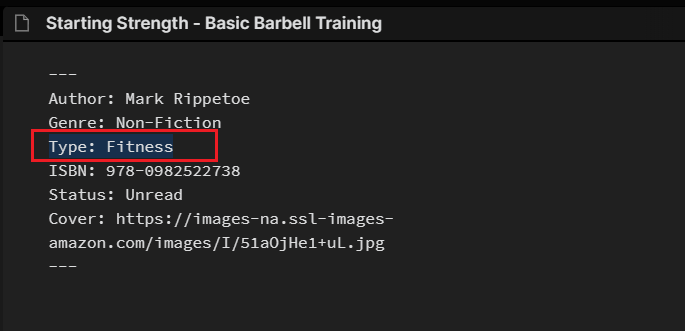 Starting Strength - Basic Barbell Training
---
Author: Mark Rippetoe
Genre: Non-Fiction
Type: Fitness
ISBN: 978-0982522738
Status: Unread
Cover: https://images-na.ssl-images-
amazon.com/images/I/51aOjHe1+uL.jpg
---